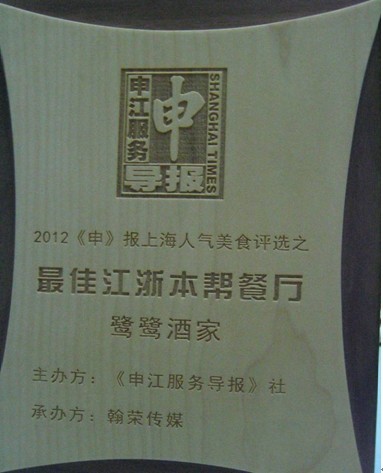 申江服务
申
SHANGHAI TIMES
导报
2012《申》报上海人气美食评选之
最佳江浙本帮餐厅
鹭鹭酒家
主办方：《申江服务导报》社
承办方：翰荣传媒